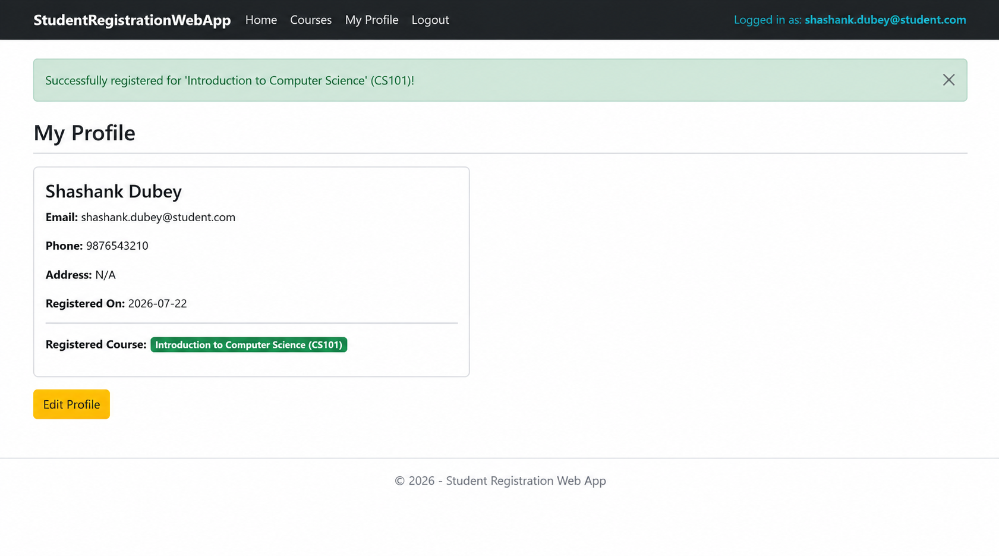 StudentRegistrationWebApp Home Courses My Profile Logout Logged in as: shashank.dubey@student.com
Successfully registered for 'Introduction to Computer Science' (CS101)!
My Profile
Shashank Dubey
Email: shashank.dubey@student.com
Phone: 9876543210
Address: N/A
Registered On: 2026-07-22
Registered Course: Introduction to Computer Science (CS101)
Edit Profile
© 2026 - Student Registration Web App